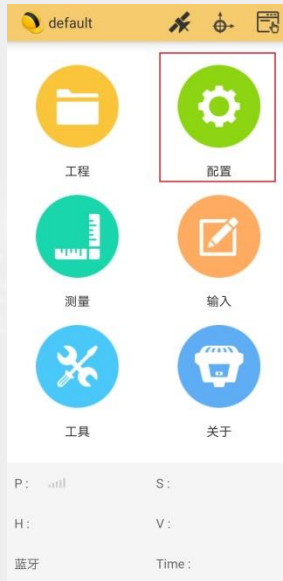 default
工程 配置
测量 输入
工具 关于
P : S :
H : V :
蓝牙 Time :